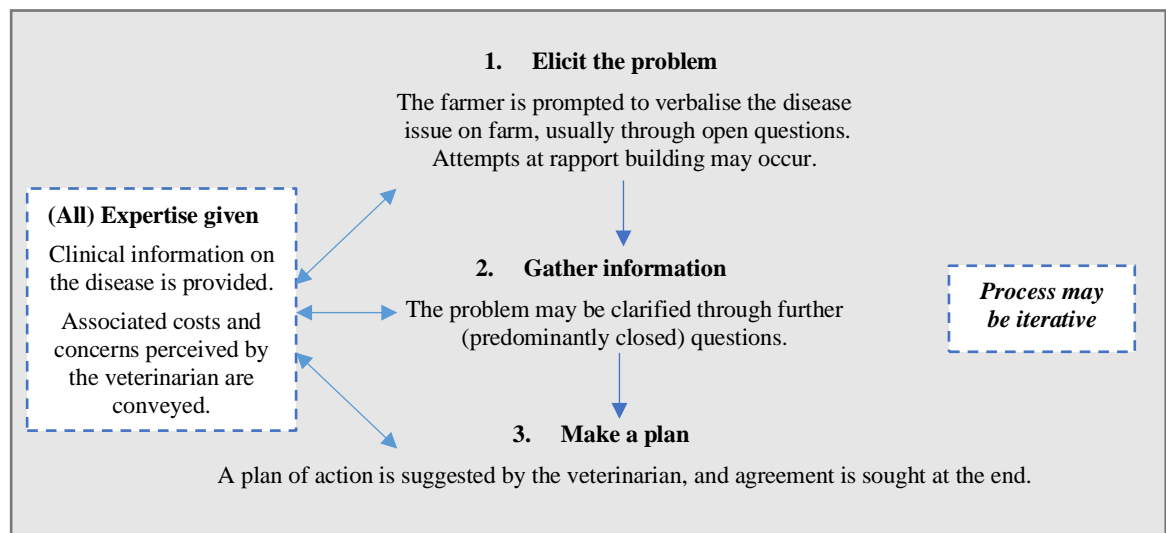 1. Elicit the problem
The farmer is prompted to verbalise the disease
issue on farm, usually through open questions.
Attempts at rapport building may occur.
(All) Expertise given
Clinical information on
the disease is provided.
Associated costs and
concerns perceived by
the veterinarian are
conveyed.
2. Gather information
The problem may be clarified through further
(predominantly closed) questions.
Process may
be iterative
3. Make a plan
A plan of action is suggested by the veterinarian, and agreement is sought at the end.